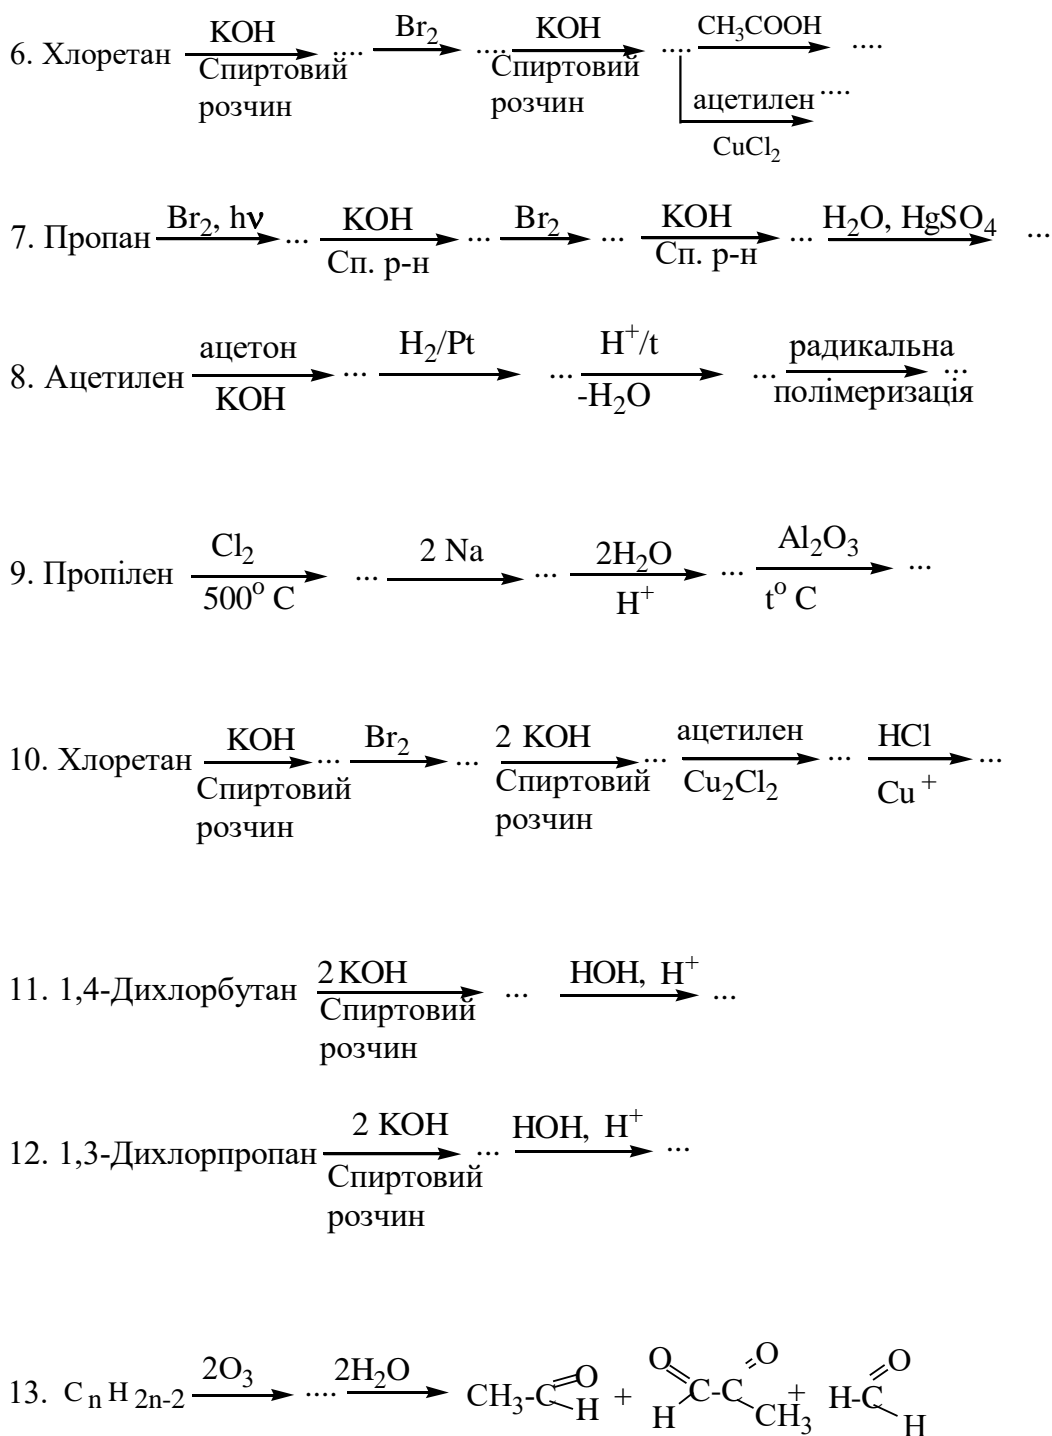 6. Хлоретан KOH Спиртовий розчин .... Br2 .... KOH Спиртовий розчин .... CH3COOH ....
ацетилен CuCl2 ....
7. Пропан Br2, hν ... KOH Сп. р-н ... Br2 ... KOH Сп. р-н ... H2O, HgSO4 ...
8. Ацетилен ацетон KOH ... H2/Pt ... H+/t -H2O ... радикальна полімеризація ...
9. Пропілен Cl2 500o C ... 2 Na ... 2H2O H+ ... Al2O3 to C ...
10. Хлоретан KOH Спиртовий розчин ... Br2 ... 2 KOH Спиртовий розчин ... ацетилен Cu2Cl2 ... HCl Cu+ ...
11. 1,4-Дихлорбутан 2KOH Спиртовий розчин ... HOH, H+ ...
12. 1,3-Дихлорпропан 2 KOH Спиртовий розчин ... HOH, H+ ...
13. CnH2n-2 2O3 .... 2H2O CH3-C O H + O H C-C O CH3 + H-C O H